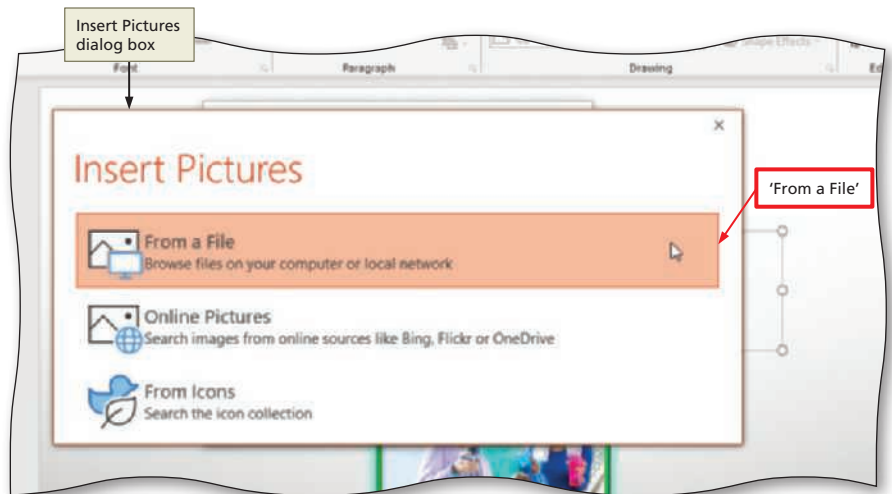 Insert Pictures
dialog box
Shape Effects
Font
Paragraph
Drawing
Insert Pictures
'From a File'
From a File
Browse files on your computer or local network
Online Pictures
Search images from online sources like Bing, Flickr or OneDrive
From Icons
Search the icon collection